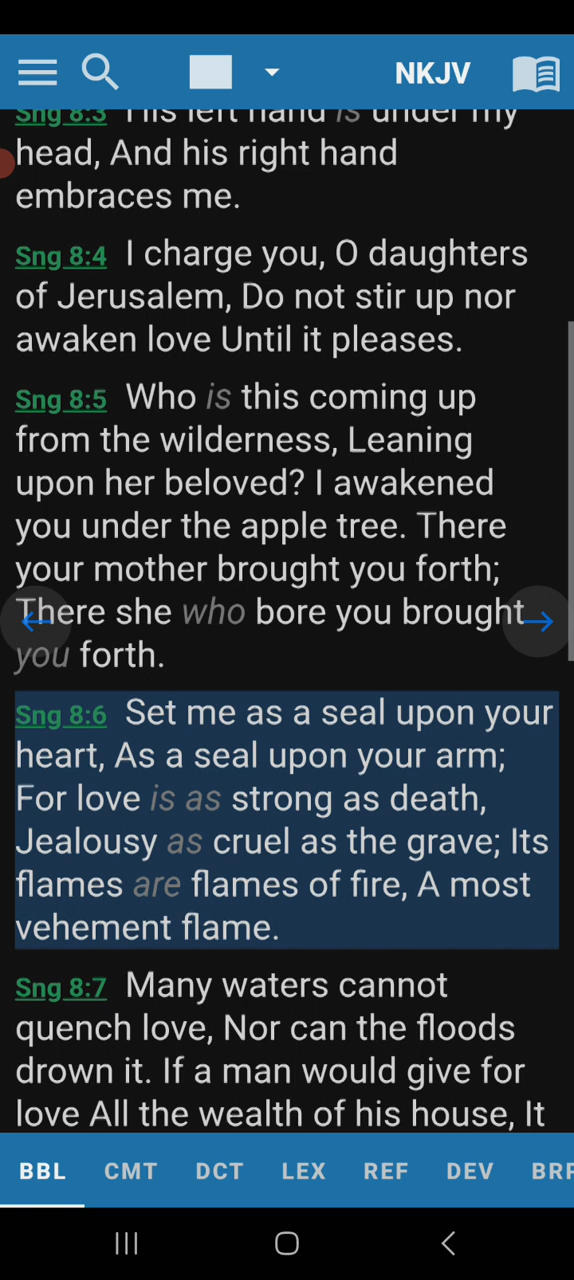 NKJV
Sng 8:3 His left hand is under my
head, And his right hand
embraces me.
Sng 8:4 I charge you, O daughters
of Jerusalem, Do not stir up nor
awaken love Until it pleases.
Sng 8:5 Who is this coming up
from the wilderness, Leaning
upon her beloved? I awakened
you under the apple tree. There
your mother brought you forth;
There she who bore you brought
you forth.
Sng 8:6 Set me as a seal upon your
heart, As a seal upon your arm;
For love is as strong as death,
Jealousy as cruel as the grave; Its
flames are flames of fire, A most
vehement flame.
Sng 8:7 Many waters cannot
quench love, Nor can the floods
drown it. If a man would give for
love All the wealth of his house, It
BBL CMT DCT LEX REF DEV BRP